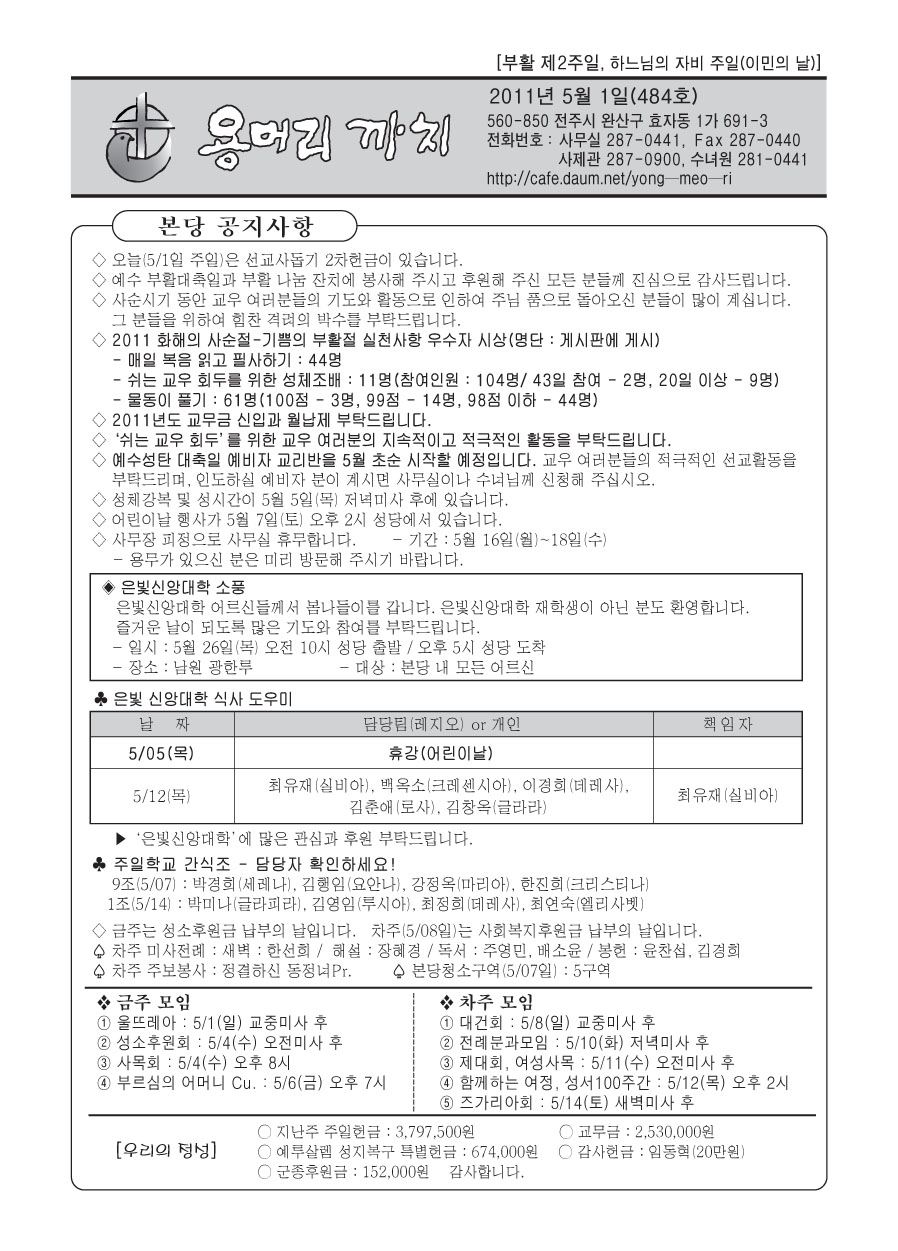 [부활 제2주일, 하느님의 자비 주일(이민의 날)]
용머리 까치
2011년 5월 1일(484호)
560-850 전주시 완산구 효자동 1가 691-3
전화번호 : 사무실 287-0441, Fax 287-0440
사제관 287-0900, 수녀원 281-0441
http://cafe.daum.net/yong─meo─ri
본당 공지사항
◇ 오늘(5/1일 주일)은 선교사돕기 2차헌금이 있습니다.
◇ 예수 부활대축일과 부활 나눔 잔치에 봉사해 주시고 후원해 주신 모든 분들께 진심으로 감사드립니다.
◇ 사순시기 동안 교우 여러분들의 기도와 활동으로 인하여 주님 품으로 돌아오신 분들이 많이 계십니다.
그 분들을 위하여 힘찬 격려의 박수를 부탁드립니다.
◇ 2011 화해의 사순절-기쁨의 부활절 실천사항 우수자 시상(명단 : 게시판에 게시)
- 매일 복음 읽고 필사하기 : 44명
- 쉬는 교우 회두를 위한 성체조배 : 11명(참여인원 : 104명/ 43일 참여 - 2명, 20일 이상 - 9명)
- 물동이 풀기 : 61명(100점 - 3명, 99점 - 14명, 98점 이하 - 44명)
◇ 2011년도 교무금 신입과 월납제 부탁드립니다.
◇ ‘쉬는 교우 회두’를 위한 교우 여러분의 지속적이고 적극적인 활동을 부탁드립니다.
◇ 예수성탄 대축일 예비자 교리반을 5월 초순 시작할 예정입니다. 교우 여러분들의 적극적인 선교활동을
부탁드리며, 인도하실 예비자 분이 계시면 사무실이나 수녀님께 신청해 주십시오.
◇ 성체강복 및 성시간이 5월 5일(목) 저녁미사 후에 있습니다.
◇ 어린이날 행사가 5월 7일(토) 오후 2시 성당에서 있습니다.
◇ 사무장 피정으로 사무실 휴무합니다. - 기간 : 5월 16일(월)~18일(수)
- 용무가 있으신 분은 미리 방문해 주시기 바랍니다.
◈ 은빛신앙대학 소풍
은빛신앙대학 어르신들께서 봄나들이를 갑니다. 은빛신앙대학 재학생이 아닌 분도 환영합니다.
즐거운 날이 되도록 많은 기도와 참여를 부탁드립니다.
- 일시 : 5월 26일(목) 오전 10시 성당 출발 / 오후 5시 성당 도착
- 장소 : 남원 광한루 - 대상 : 본당 내 모든 어르신
♣ 은빛 신앙대학 식사 도우미
날 짜 담당팀(레지오) or 개인 책임자
5/05(목) 휴강(어린이날)
5/12(목) 최유재(실비아), 백옥소(크레센시아), 이경희(데레사), 김춘애(로사), 김창옥(글라라) 최유재(실비아)
▶ ‘은빛신앙대학’에 많은 관심과 후원 부탁드립니다.
♣ 주일학교 간식조 - 담당자 확인하세요!
9조(5/07) : 박경희(세레나), 김행임(요안나), 강정옥(마리아), 한진희(크리스티나)
1조(5/14) : 박미나(글라피라), 김영임(루시아), 최정희(데레사), 최연숙(엘리사벳)
◇ 금주는 성소후원금 납부의 날입니다. 차주(5/08일)는 사회복지후원금 납부의 날입니다.
♤ 차주 미사전례 : 새벽 : 한선희 / 해설 : 장혜경 / 독서 : 주영민, 배소윤 / 봉헌 : 윤찬섭, 김경희
♤ 차주 주보봉사 : 정결하신 동정녀Pr. ♤ 본당청소구역(5/07일) : 5구역
❖ 금주 모임
① 울뜨레아 : 5/1(일) 교중미사 후
② 성소후원회 : 5/4(수) 오전미사 후
③ 사목회 : 5/4(수) 오후 8시
④ 부르심의 어머니 Cu. : 5/6(금) 오후 7시
❖ 차주 모임
① 대건회 : 5/8(일) 교중미사 후
② 전례분과모임 : 5/10(화) 저녁미사 후
③ 제대회, 여성사목 : 5/11(수) 오전미사 후
④ 함께하는 여정, 성서100주간 : 5/12(목) 오후 2시
⑤ 즈가리아회 : 5/14(토) 새벽미사 후
[우리의 정성]
○ 지난주 주일헌금 : 3,797,500원 ○ 교무금 : 2,530,000원
○ 예루살렘 성지복구 특별헌금 : 674,000원 ○ 감사헌금 : 임동혁(20만원)
○ 군종후원금 : 152,000원 감사합니다.